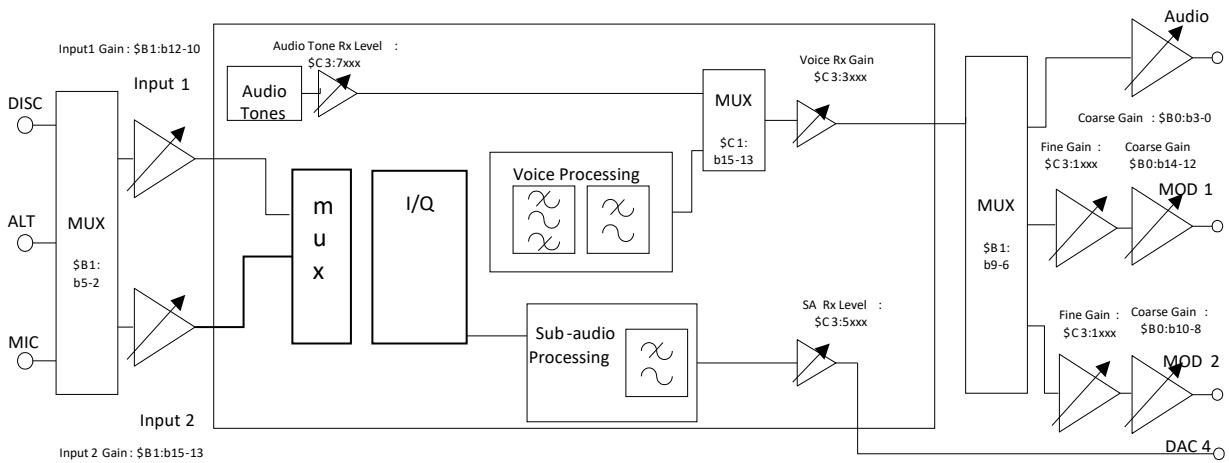 Audio
Input1 Gain : $B1:b12-10
Audio Tone Rx Level :
$C3:7xxx
Voice Rx Gain
$C3:3xxx
Input 1
Audio
Tones
DISC
MUX
$C1:
b15-13
Coarse Gain : $B0:b3-0
Fine Gain :
$C3:1xxx
Coarse Gain
$B0:b14-12
Voice Processing
MOD 1
m
u
x
I/Q
ALT
MUX
$B1:
b5-2
MUX
$B1:
b9-6
SA Rx Level :
$C3:5xxx
Fine Gain :
$C3:1xxx
Coarse Gain :
$B0:b10-8
MIC
Sub-audio
Processing
MOD 2
Input 2
DAC 4
Input 2 Gain : $B1:b15-13